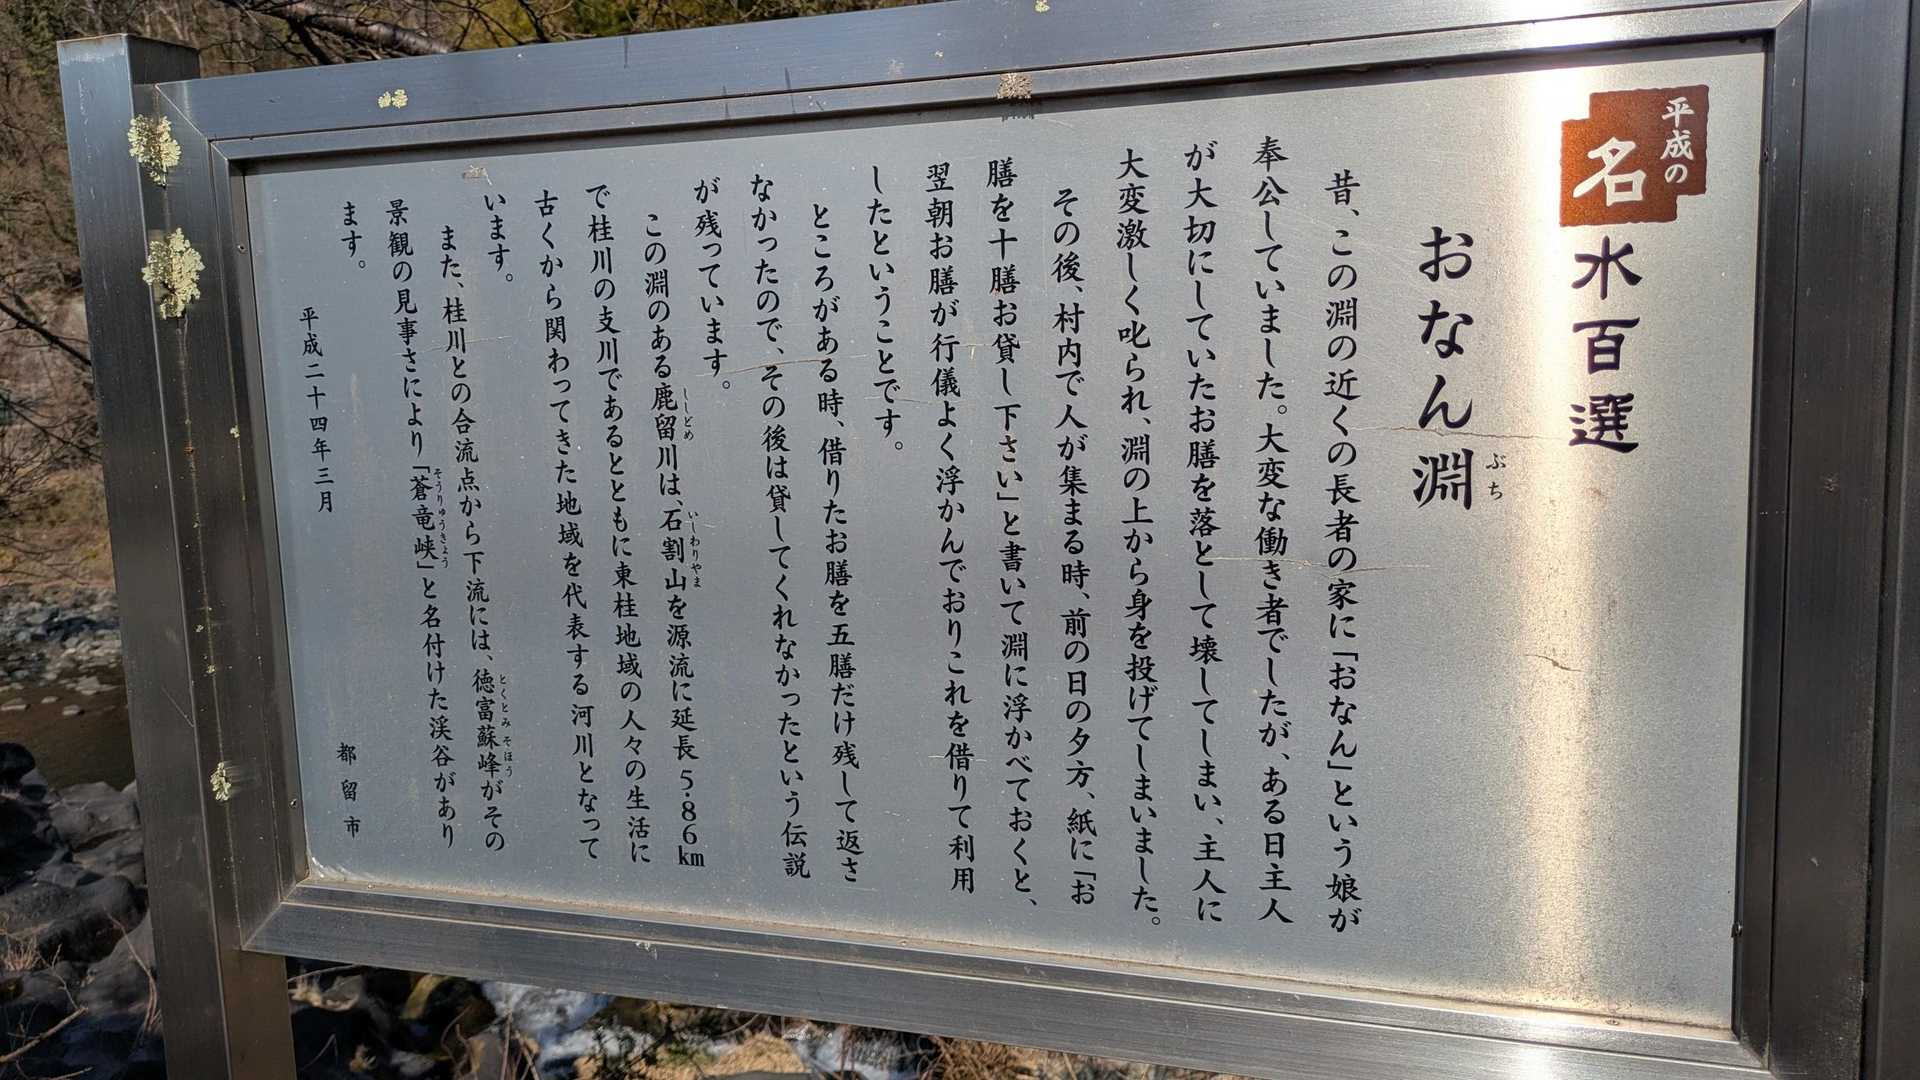 平成の
名水百選
おなん淵
ぶち
昔、この淵の近くの長者の家に「おなん」という娘が
奉公していました。大変な働き者でしたが、ある日主人
が大切にしていたお膳を落として壊してしまい、主人に
大変激しく叱られ、淵の上から身を投げてしまいました。
その後、村内で人が集まる時、前の日の夕方、紙に「お
膳を十膳お貸し下さい」と書いて淵に浮かべておくと、
翌朝お膳が行儀よく浮かんでおりこれを借りて利用
したということです。
ところがある時、借りたお膳を五膳だけ残して返さ
なかったので、その後は貸してくれなかったという伝説
が残っています。
この淵のある鹿留川は、石割山を源流に延長5.86km
ししどめ
いしわりやま
で桂川の支川であるとともに東桂地域の人々の生活に
古くから関わってきた地域を代表する河川となって
います。
また、桂川との合流点から下流には、徳富蘇峰がその
とくとみそほう
景観の見事さにより「蒼竜峡」と名付けた渓谷があり
そうりゅうきょう
ます。
平成二十四年三月
都留市